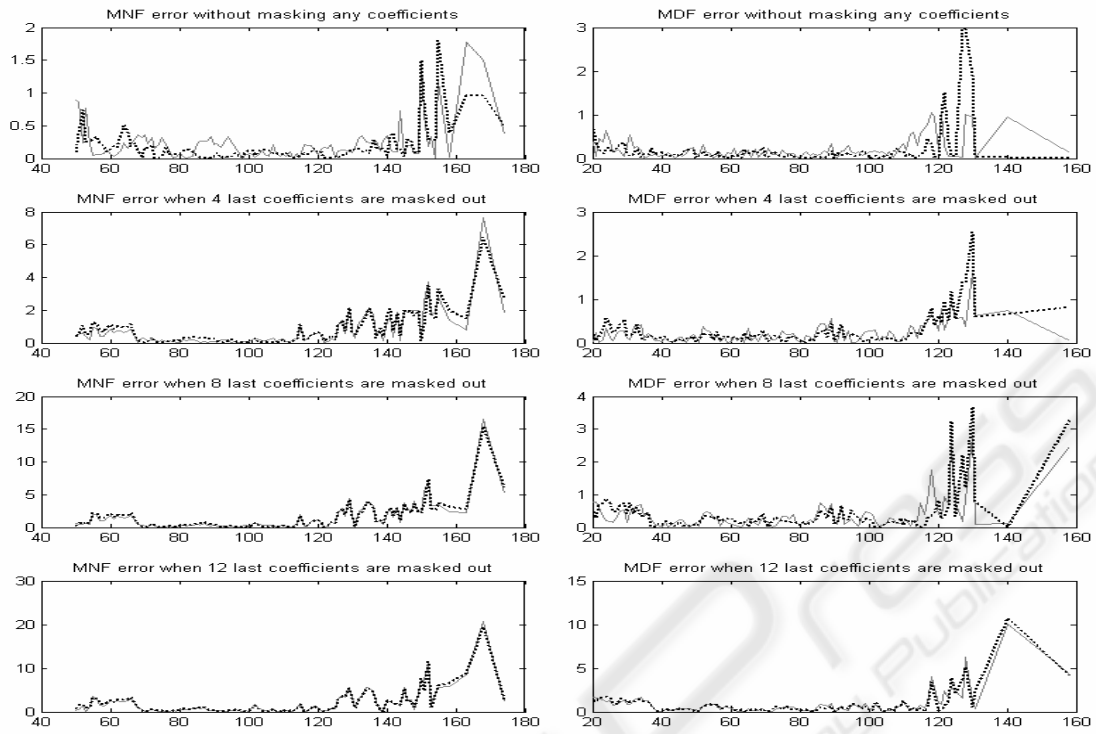 MNF error without masking any coefficients
2
1.5
1
0.5
0
40 60 80 100 120 140 160 180
MDF error without masking any coefficients
3
2
1
0
20 40 60 80 100 120 140 160
MNF error when 4 last coefficients are masked out
8
6
4
2
0
40 60 80 100 120 140 160 180
MDF error when 4 last coefficients are masked out
3
2
1
0
20 40 60 80 100 120 140 160
MNF error when 8 last coefficients are masked out
20
15
10
5
0
40 60 80 100 120 140 160 180
MDF error when 8 last coefficients are masked out
4
3
2
1
0
20 40 60 80 100 120 140 160
MNF error when 12 last coefficients are masked out
30
20
10
0
40 60 80 100 120 140 160 180
MDF error when 12 last coefficients are masked out
15
10
5
0
20 40 60 80 100 120 140 160
Press
Publication